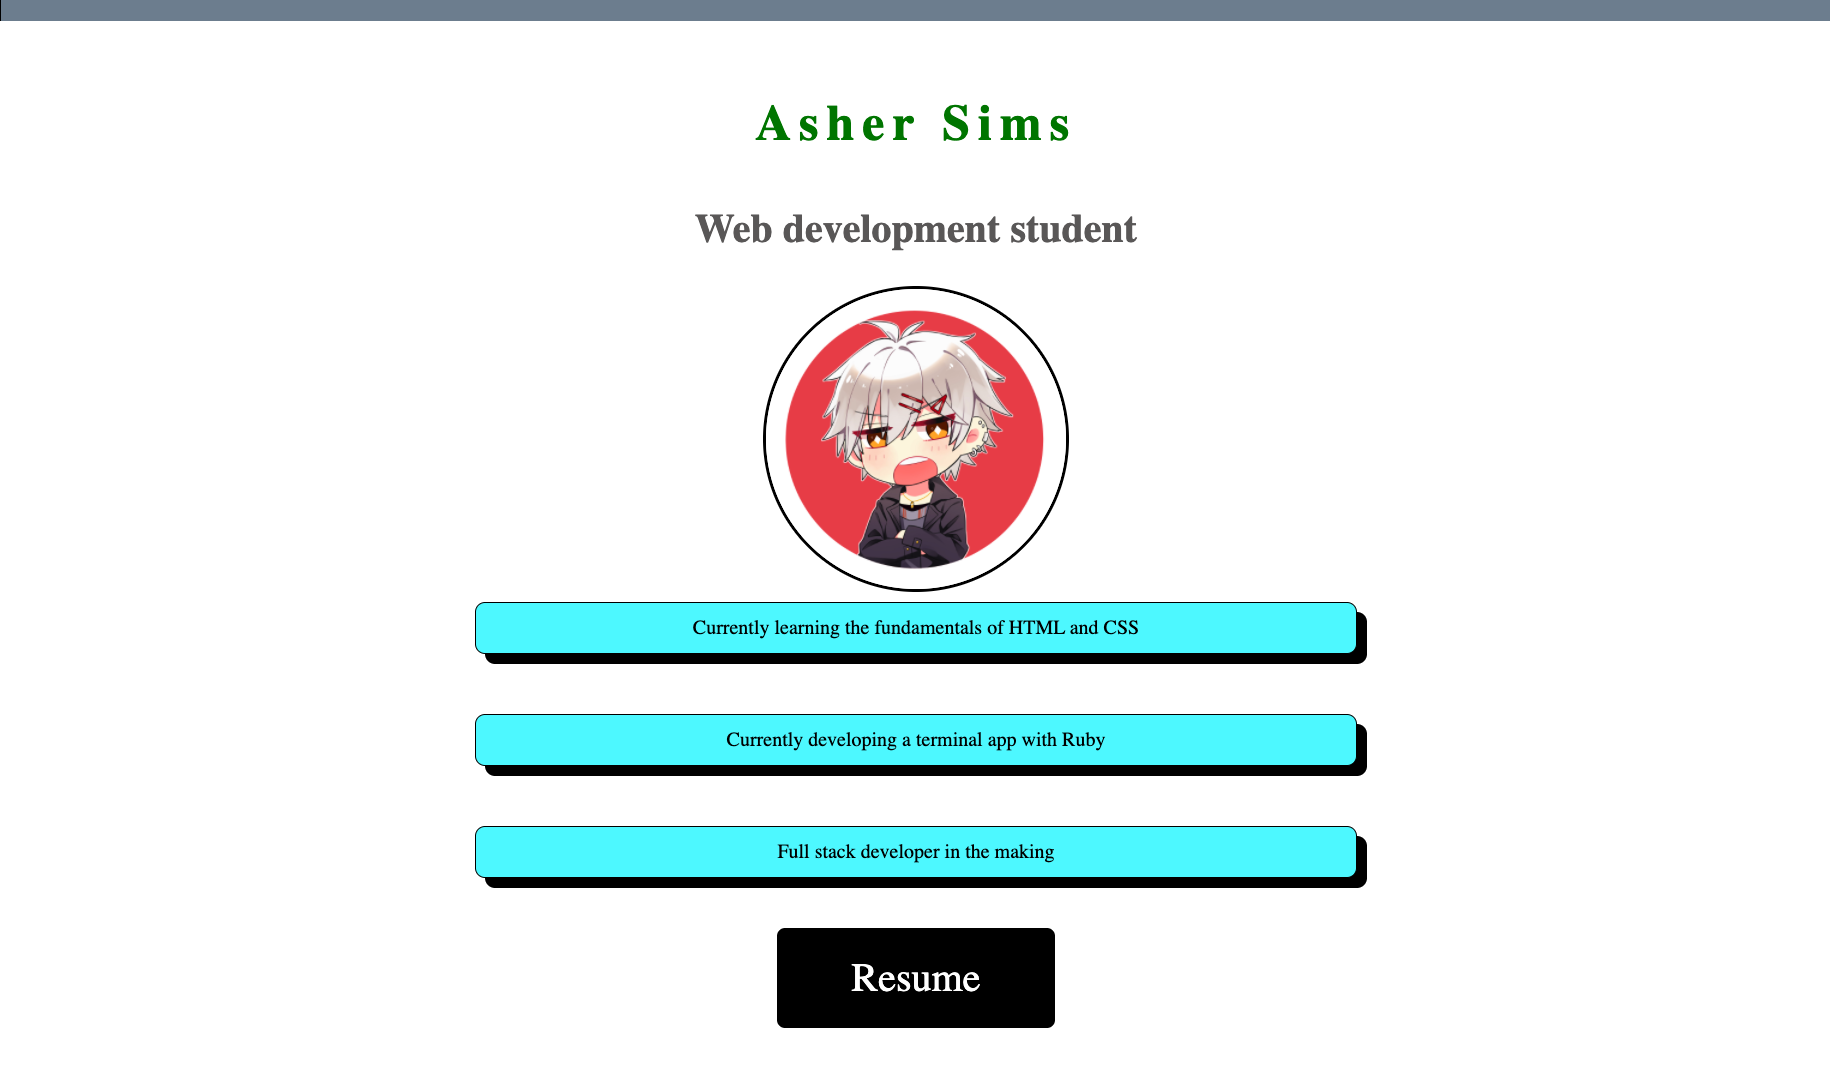 Asher Sims
Web development student
Currently learning the fundamentals of HTML and CSS
Currently developing a terminal app with Ruby
Full stack developer in the making
Resume